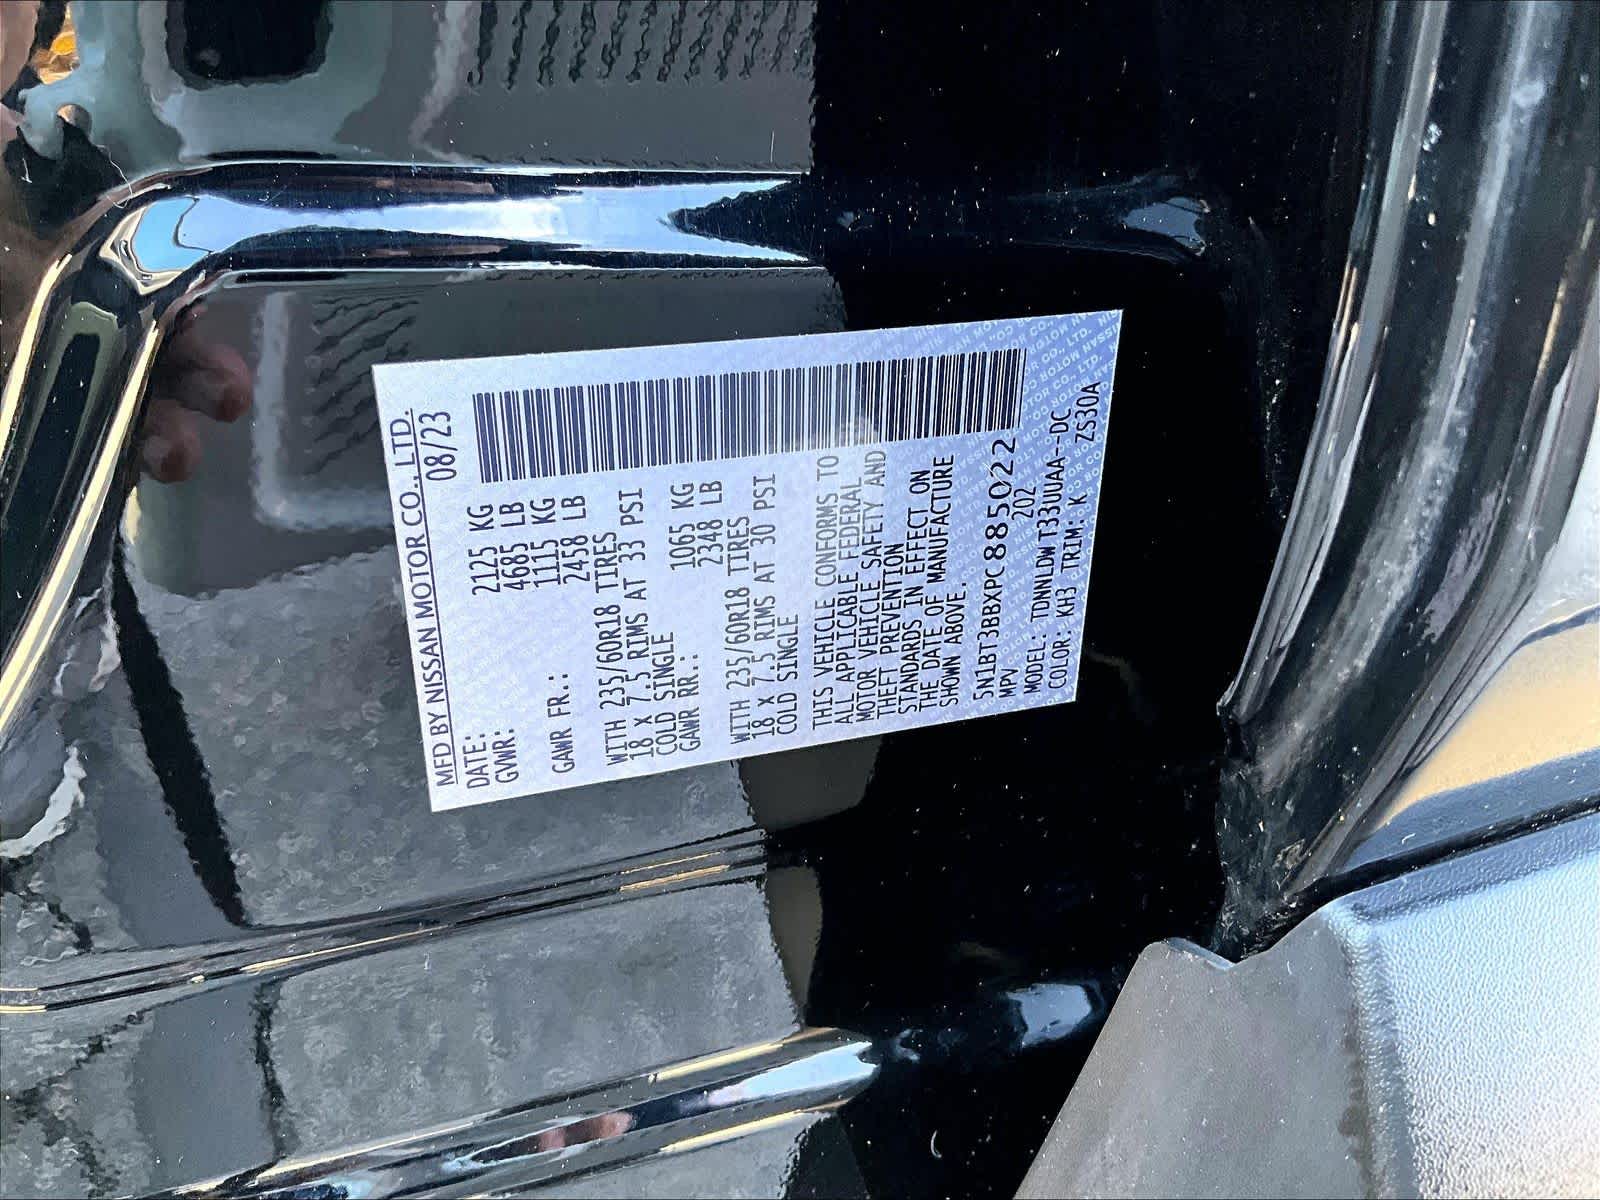 MFD BY NISSAN MOTOR CO., LTD.
DATE: 08/23
GVWR: 2125 KG
4685 LB
GAWR FR.: 1115 KG
2458 LB
WITH 235/60R18 TIRES
18 X 7.5 RIMS AT 33 PSI
COLD SINGLE
GAWR RR.: 1065 KG
2348 LB
WITH 235/60R18 TIRES
18 X 7.5 RIMS AT 30 PSI
COLD SINGLE
THIS VEHICLE CONFORMS TO
ALL APPLICABLE FEDERAL
MOTOR VEHICLE SAFETY AND
THEFT PREVENTION
STANDARDS IN EFFECT ON
THE DATE OF MANUFACTURE
SHOWN ABOVE.
5N1BT3BBXPC885022
MPV 202
MODEL: TDNNLDW T33UUAA--DC
COLOR: KH3 TRIM: K ZS30A